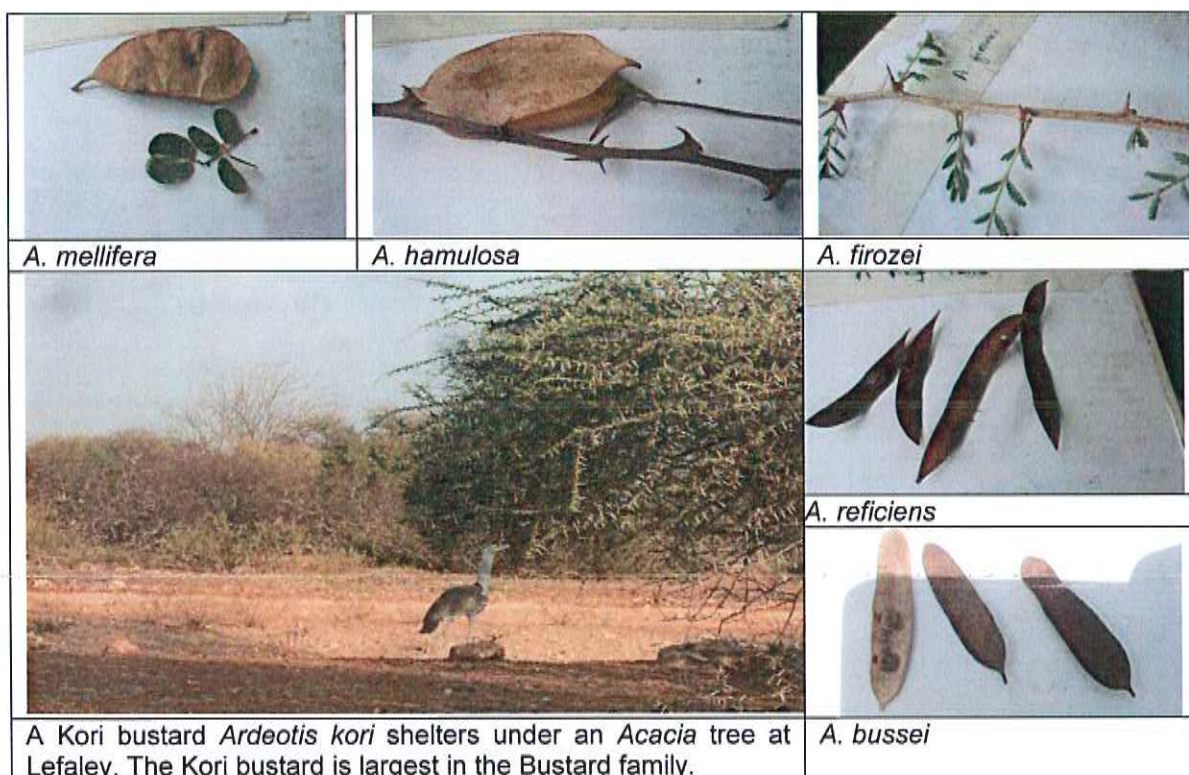 A. mellifera
A. hamulosa
A. firozei
A. reficiens
A Kori bustard Ardeotis kori shelters under an Acacia tree at
Lefaley. The Kori bustard is largest in the Bustard family.
A. bussei